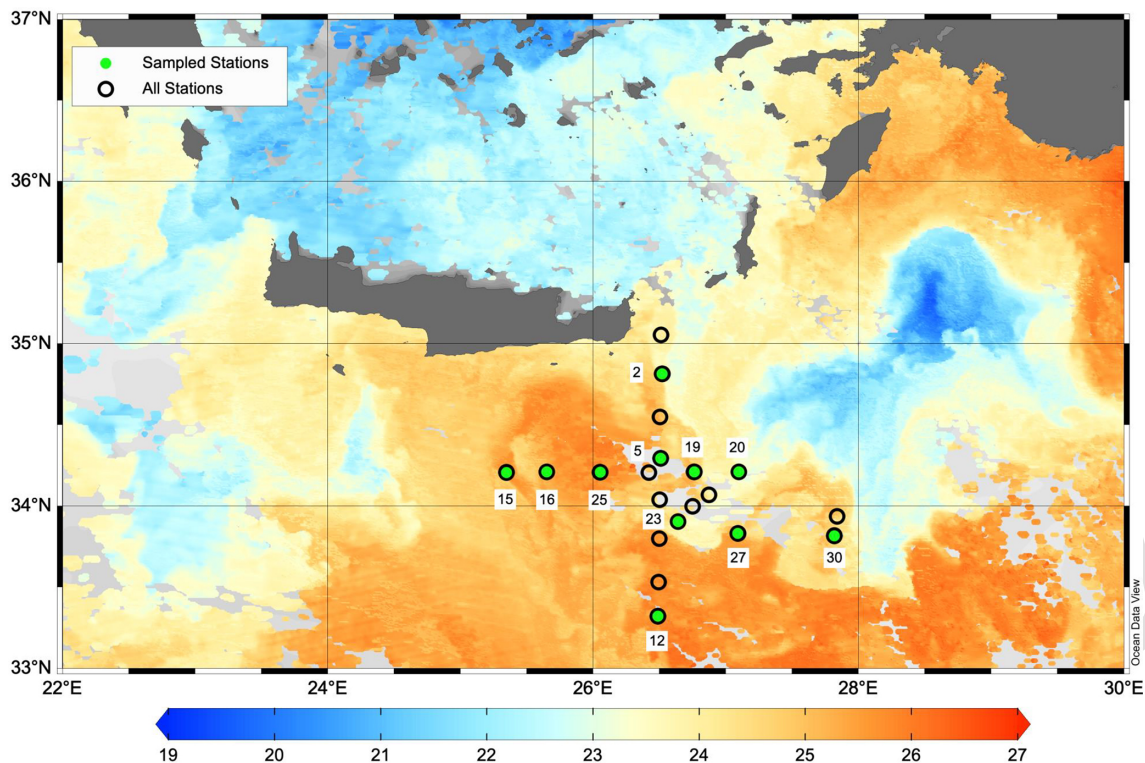 37°N
Sampled Stations
All Stations
36°N
35°N
2
5
19
20
34°N
15
16
25
23
27
30
12
33°N
22°E
24°E
26°E
28°E
30°E
Ocean Data View
19
20
21
22
23
24
25
26
27